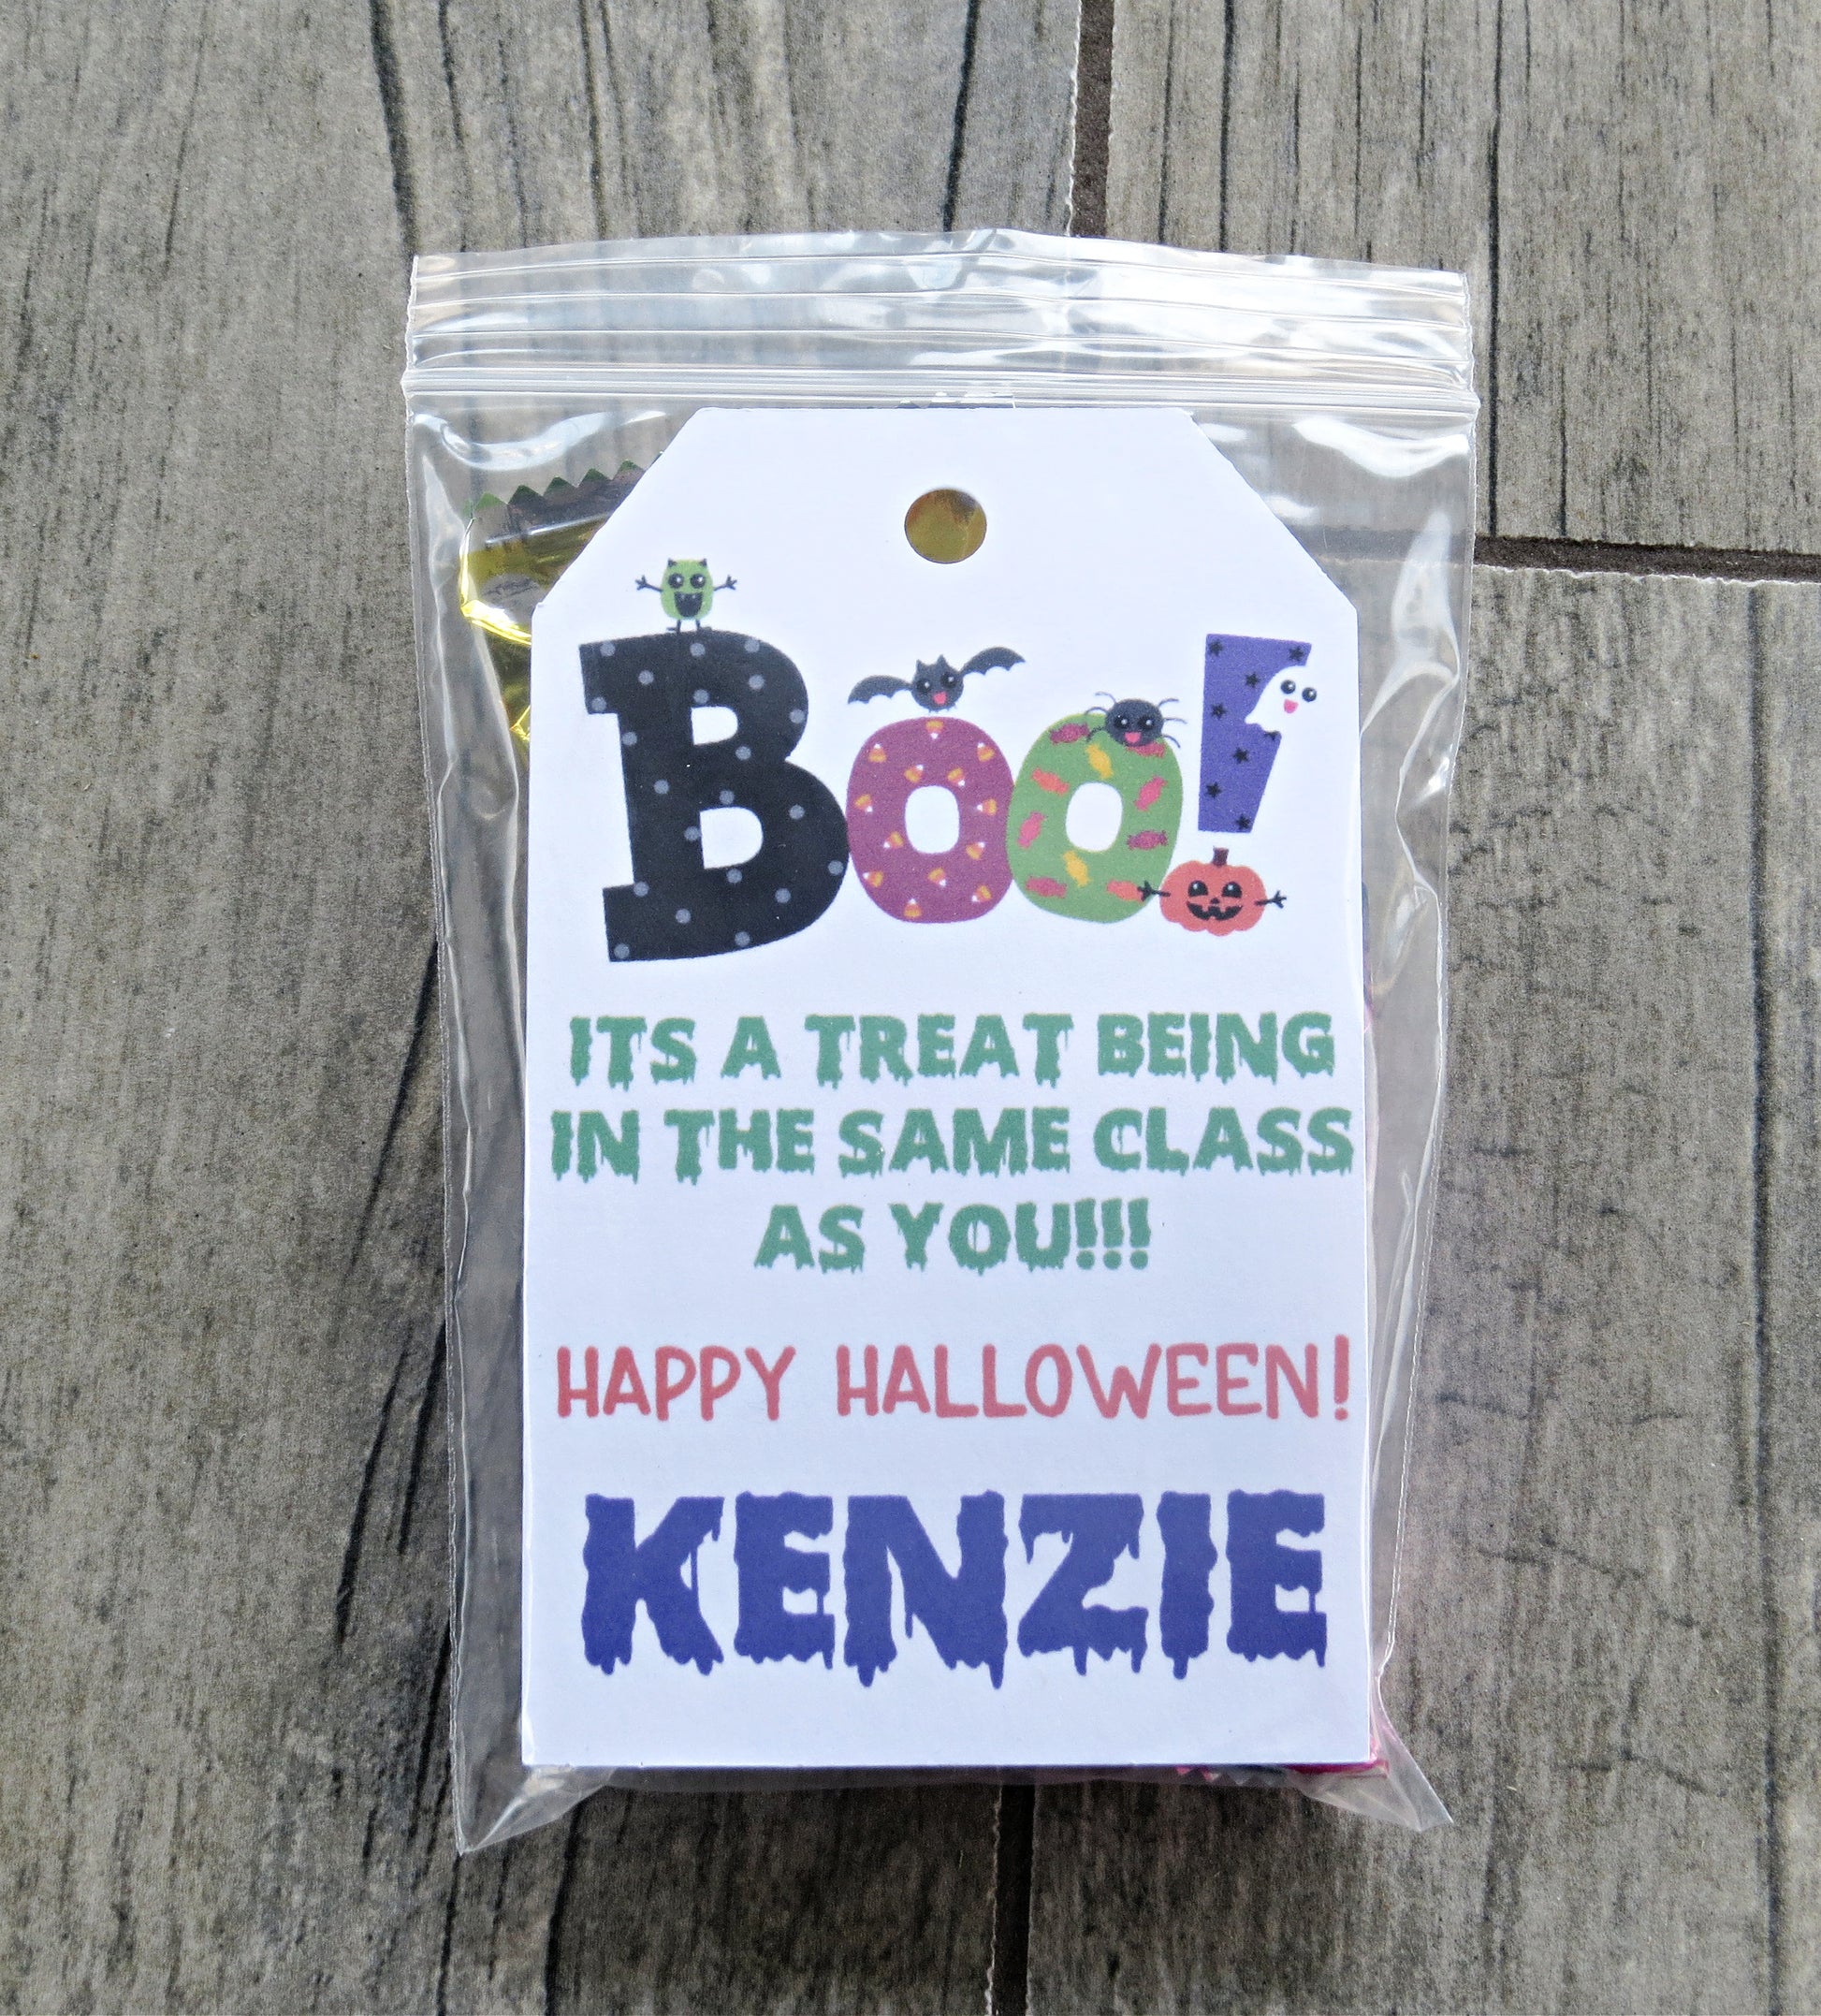 Boo!
ITS A TREAT BEING
IN THE SAME CLASS
AS YOU!!!
HAPPY HALLOWEEN!
KENZIE